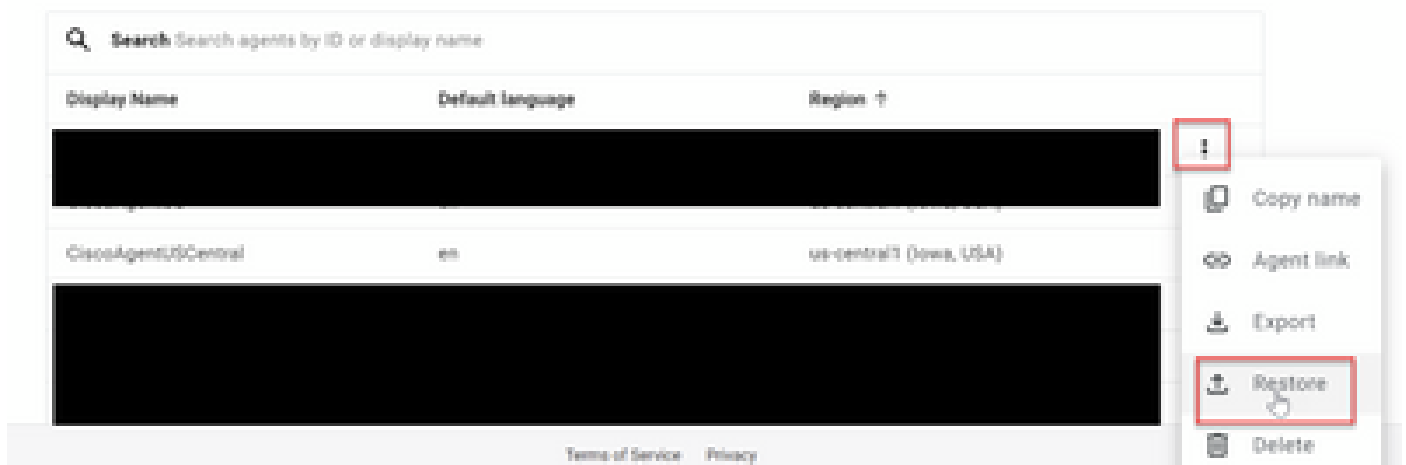 Search Search agents by ID or display name
Display Name Default language Region ↑
Copy name
CiscoAgentUSCentral en us-central1 (Iowa, USA)
Agent link
Export
Restore
Delete
Terms of Service Privacy